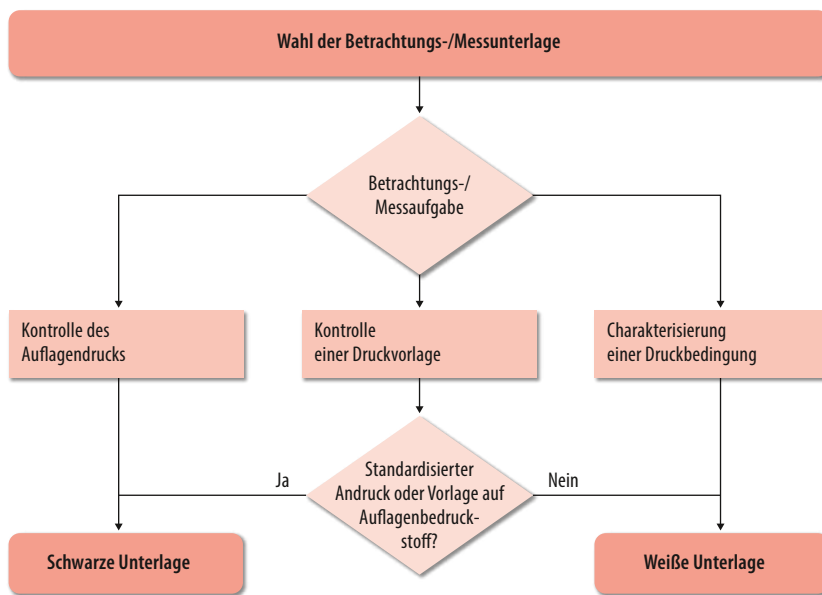 Wahl der Betrachtungs-/Messunterlage
Betrachtungs-/
Messaufgabe
Kontrolle des
Auflagendrucks
Kontrolle
einer Druckvorlage
Charakterisierung
einer Druckbedingung
Ja
Standardisierter
Andruck oder Vorlage auf
Auflagenbedruck-
stoff?
Nein
Schwarze Unterlage
Weiße Unterlage